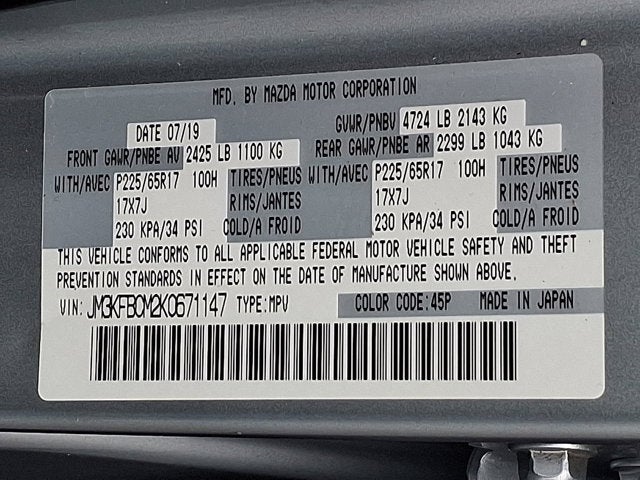 MFD. BY MAZDA MOTOR CORPORATION
DATE 07/19 GVWR/PNBV 4724 LB 2143 KG
FRONT GAWR/PNBE AV 2425 LB 1100 KG REAR GAWR/PNBE AR 2299 LB 1043 KG
WITH/AVEC P225/65R17 100H TIRES/PNEUS WITH/AVEC P225/65R17 100H TIRES/PNEUS
17X7J RIMS/JANTES 17X7J RIMS/JANTES
230 KPA/34 PSI COLD/A FROID 230 KPA/34 PSI COLD/A FROID
THIS VEHICLE CONFORMS TO ALL APPLICABLE FEDERAL MOTOR VEHICLE SAFETY AND THEFT
PREVENTION STANDARDS IN EFFECT ON THE DATE OF MANUFACTURE SHOWN ABOVE.
VIN: JM3KFBCM2K0671147 TYPE:MPV COLOR CODE:45P MADE IN JAPAN